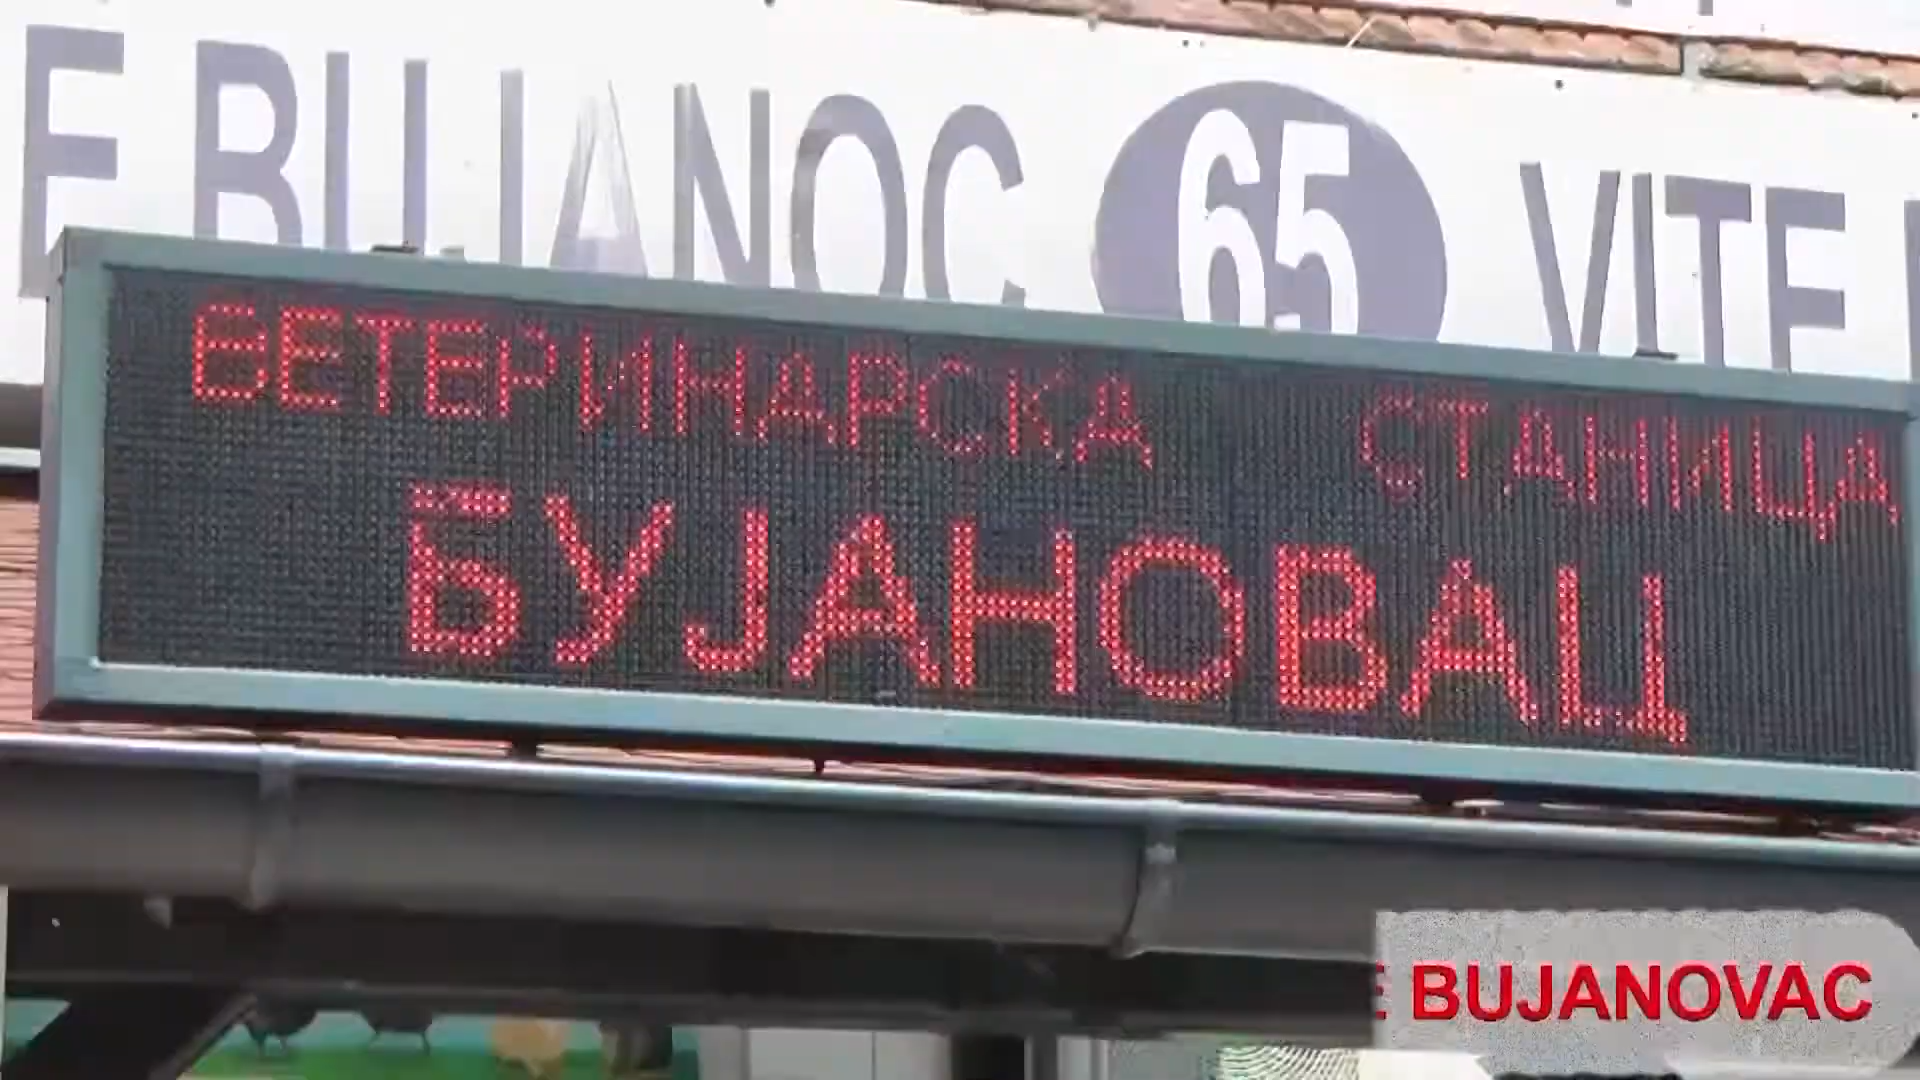 E BUJANOC 65 VITE
ВЕТЕРИНАРСКА СТАНИЦА
БУЈАНОВАЦ
E BUJANOVAC